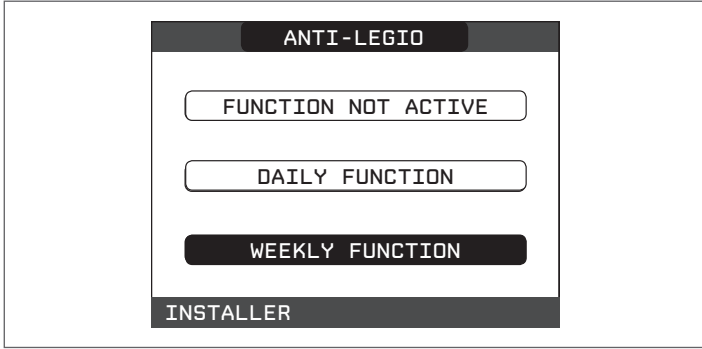 ANTI-LEGIO
FUNCTION NOT ACTIVE
DAILY FUNCTION
WEEKLY FUNCTION
INSTALLER